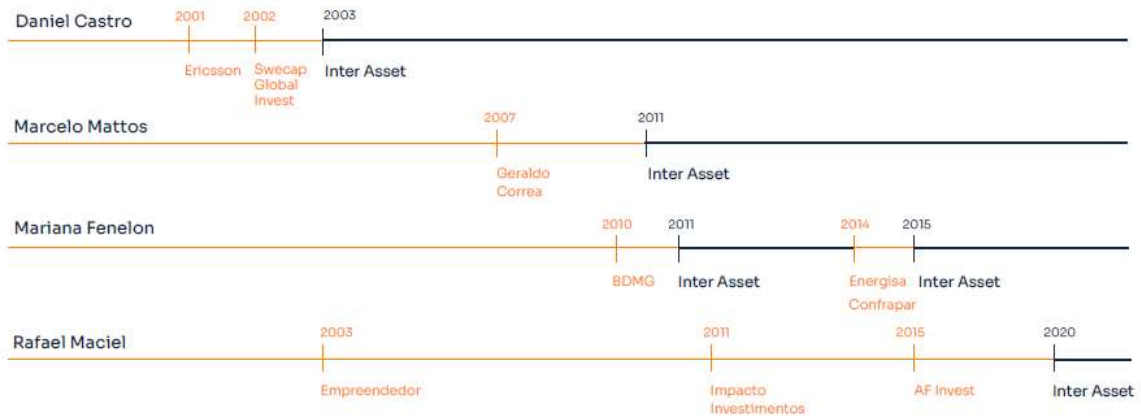 Daniel Castro
2001 2002 2003
Ericsson Swecap Inter Asset
Global
Invest
Marcelo Mattos
2007 2011
Geraldo Inter Asset
Correa
Mariana Fenelon
2010 2011 2014 2015
BDMG Inter Asset Energisa Inter Asset
Confrapar
Rafael Maciel
2003 2011 2015 2020
Empreendedor Impacto AF Invest Inter Asset
Investimentos